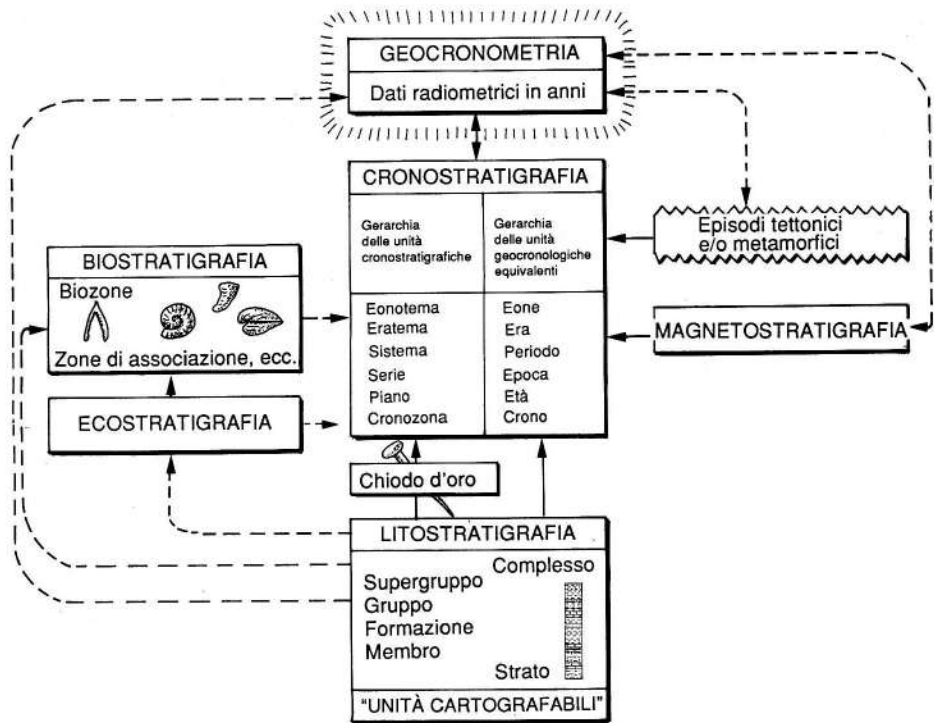 GEOCRONOMETRIA
Dati radiometrici in anni
CRONOSTRATIGRAFIA
Gerarchia
delle unità
cronostratigrafiche
Gerarchia
delle unità
geocronologiche
equivalenti
Eonotema
Eratema
Sistema
Serie
Piano
Cronozona
Eone
Era
Periodo
Epoca
Età
Crono
Episodi tettonici
e/o metamorfici
MAGNETOSTRATIGRAFIA
BIOSTRATIGRAFIA
Biozone
Zone di associazione, ecc.
ECOSTRATIGRAFIA
Chiodo d'oro
LITOSTRATIGRAFIA
Complesso
Supergruppo
Gruppo
Formazione
Membro
Strato
"UNITÀ CARTOGRAFABILI"